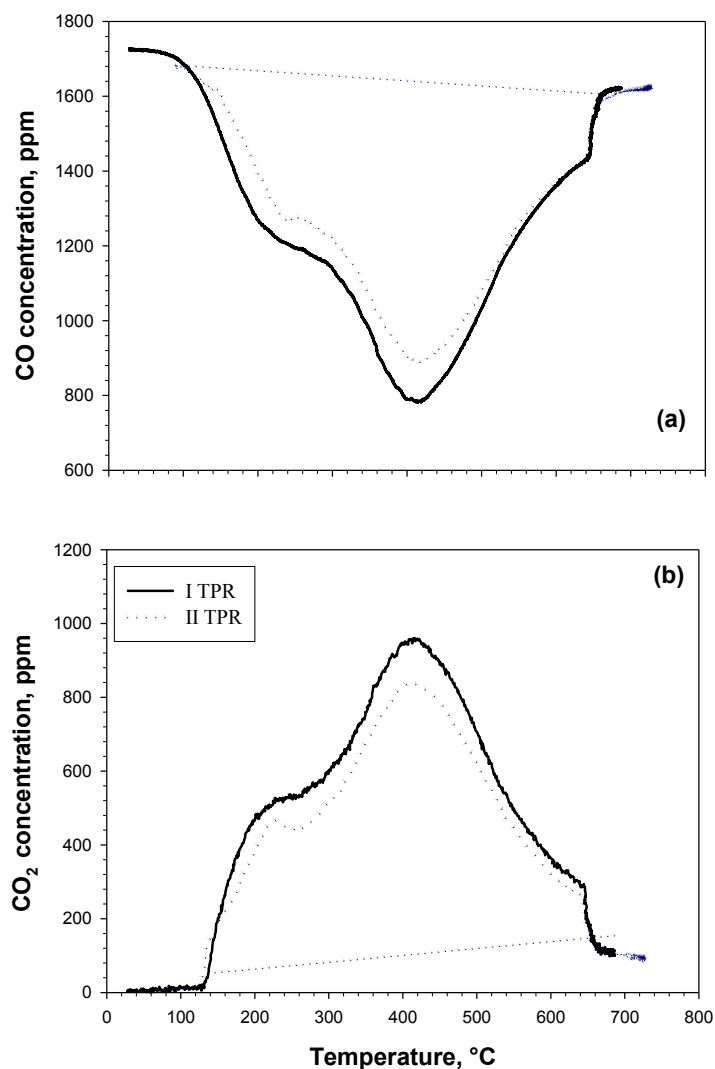 1800
1600
1400
1200
1000
800
600
CO concentration, ppm
(a)
1200
1000
800
600
400
200
0
CO₂ concentration, ppm
(b)
I TPR
II TPR
0 100 200 300 400 500 600 700 800
Temperature, °C